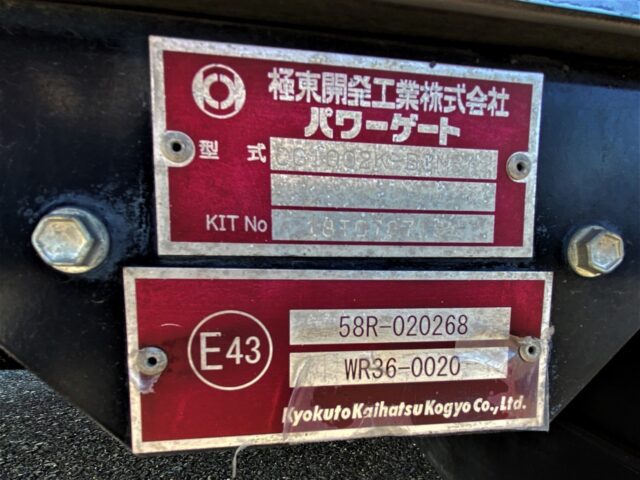 極東開発工業株式会社
パワーゲート
型 式
KIT No
E43
58R-020268
WR36-0020
Kyokuto Kaihatsu Kogyo Co., Ltd.